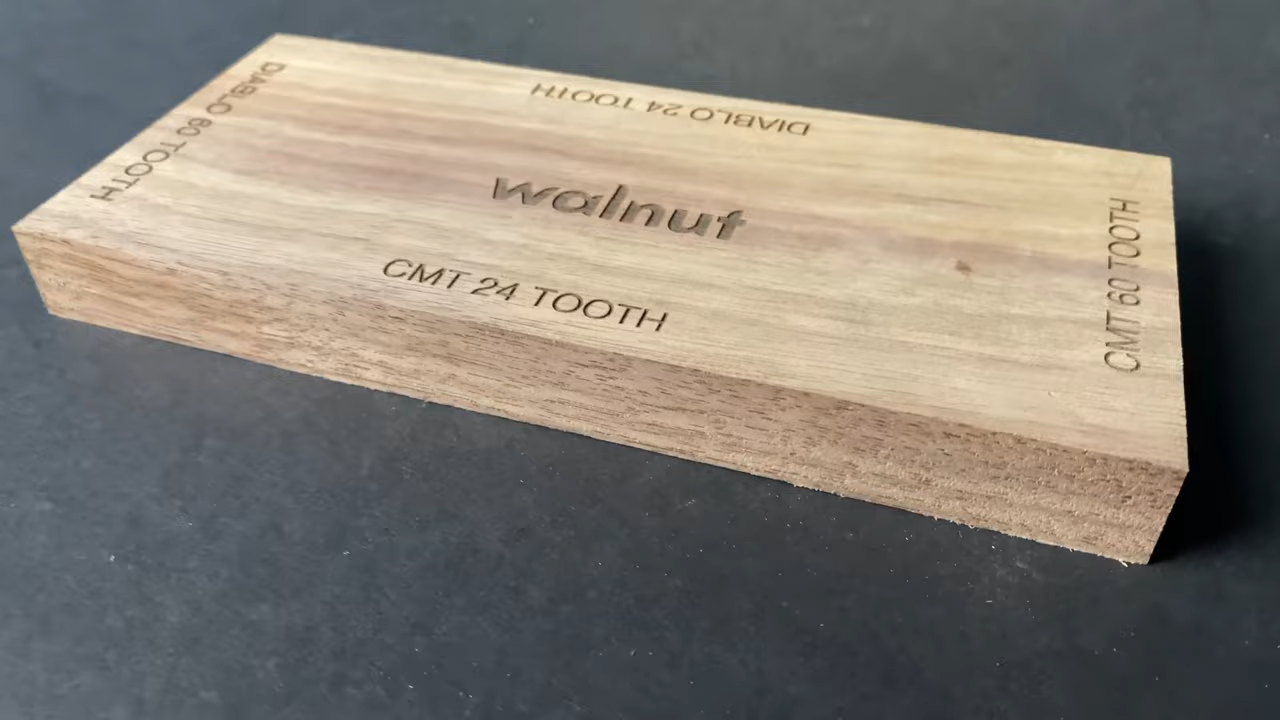 DIABLO 24 TOOTH
DIABLO 60 TOOTH
walnut
CMT 24 TOOTH
CMT 60 TOOTH